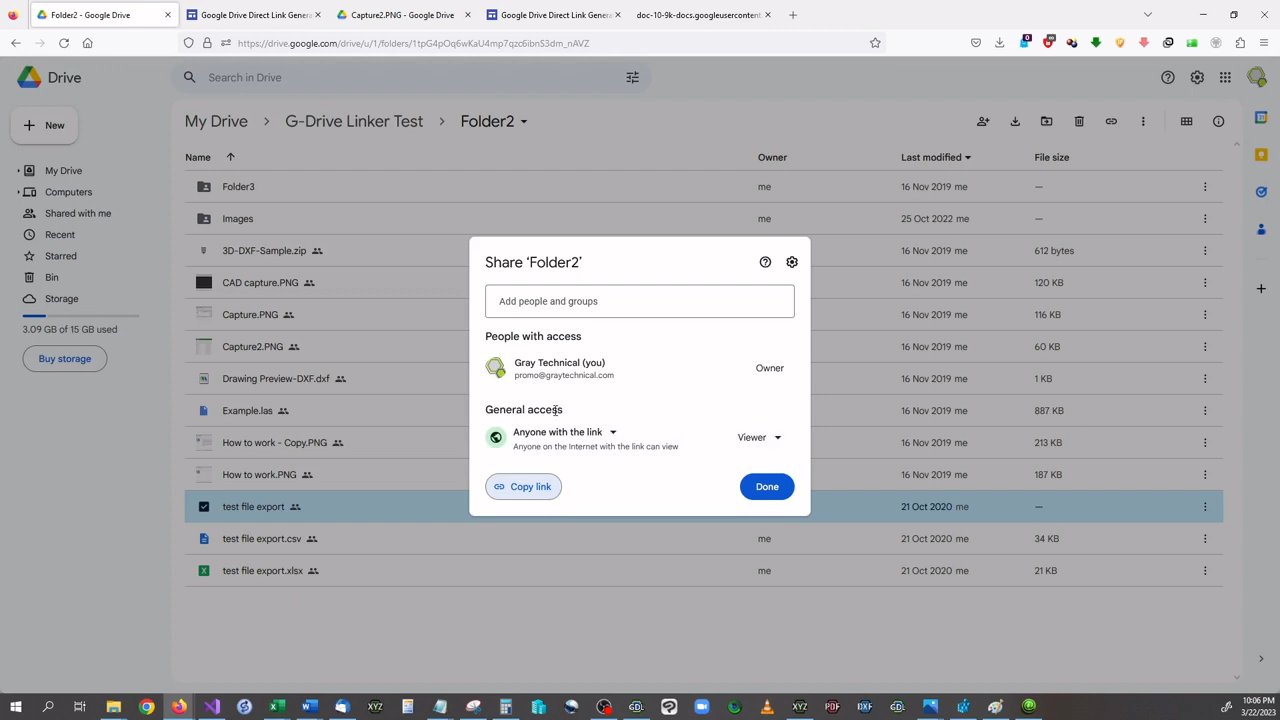 Folder2 - Google Drive
Google Drive Direct Link Genera
Capture2.PNG - Google Drive
Google Drive Direct Link Genera
doc-10-9k-docs.googleusercontent.
Drive
Search in Drive
New
My Drive
G-Drive Linker Test
Folder2
My Drive
Computers
Shared with me
Recent
Starred
Bin
Storage
3.09 GB of 15 GB used
Buy storage
Name
Owner
Last modified
File size
Folder3
me
16 Nov 2019 me
—
Images
me
25 Oct 2022 me
—
3D-DXF-Sample.zip
16 Nov 2019 me
612 bytes
CAD capture.PNG
16 Nov 2019 me
120 KB
Capture.PNG
16 Nov 2019 me
116 KB
Capture2.PNG
16 Nov 2019 me
60 KB
Drawing Preview-DXF.dxf
16 Nov 2019 me
1 KB
Example.las
16 Nov 2019 me
887 KB
How to work - Copy.PNG
16 Nov 2019 me
213 KB
How to work.PNG
16 Nov 2019 me
187 KB
test file export
21 Oct 2020 me
—
test file export.csv
me
21 Oct 2020 me
34 KB
test file export.xlsx
me
21 Oct 2020 me
21 KB
Share ‘Folder2’
Add people and groups
People with access
Gray Technical (you)
promo@graytechnical.com
Owner
General access
Anyone with the link
Anyone on the Internet with the link can view
Viewer
Copy link
Done
10:06 PM
3/22/2023